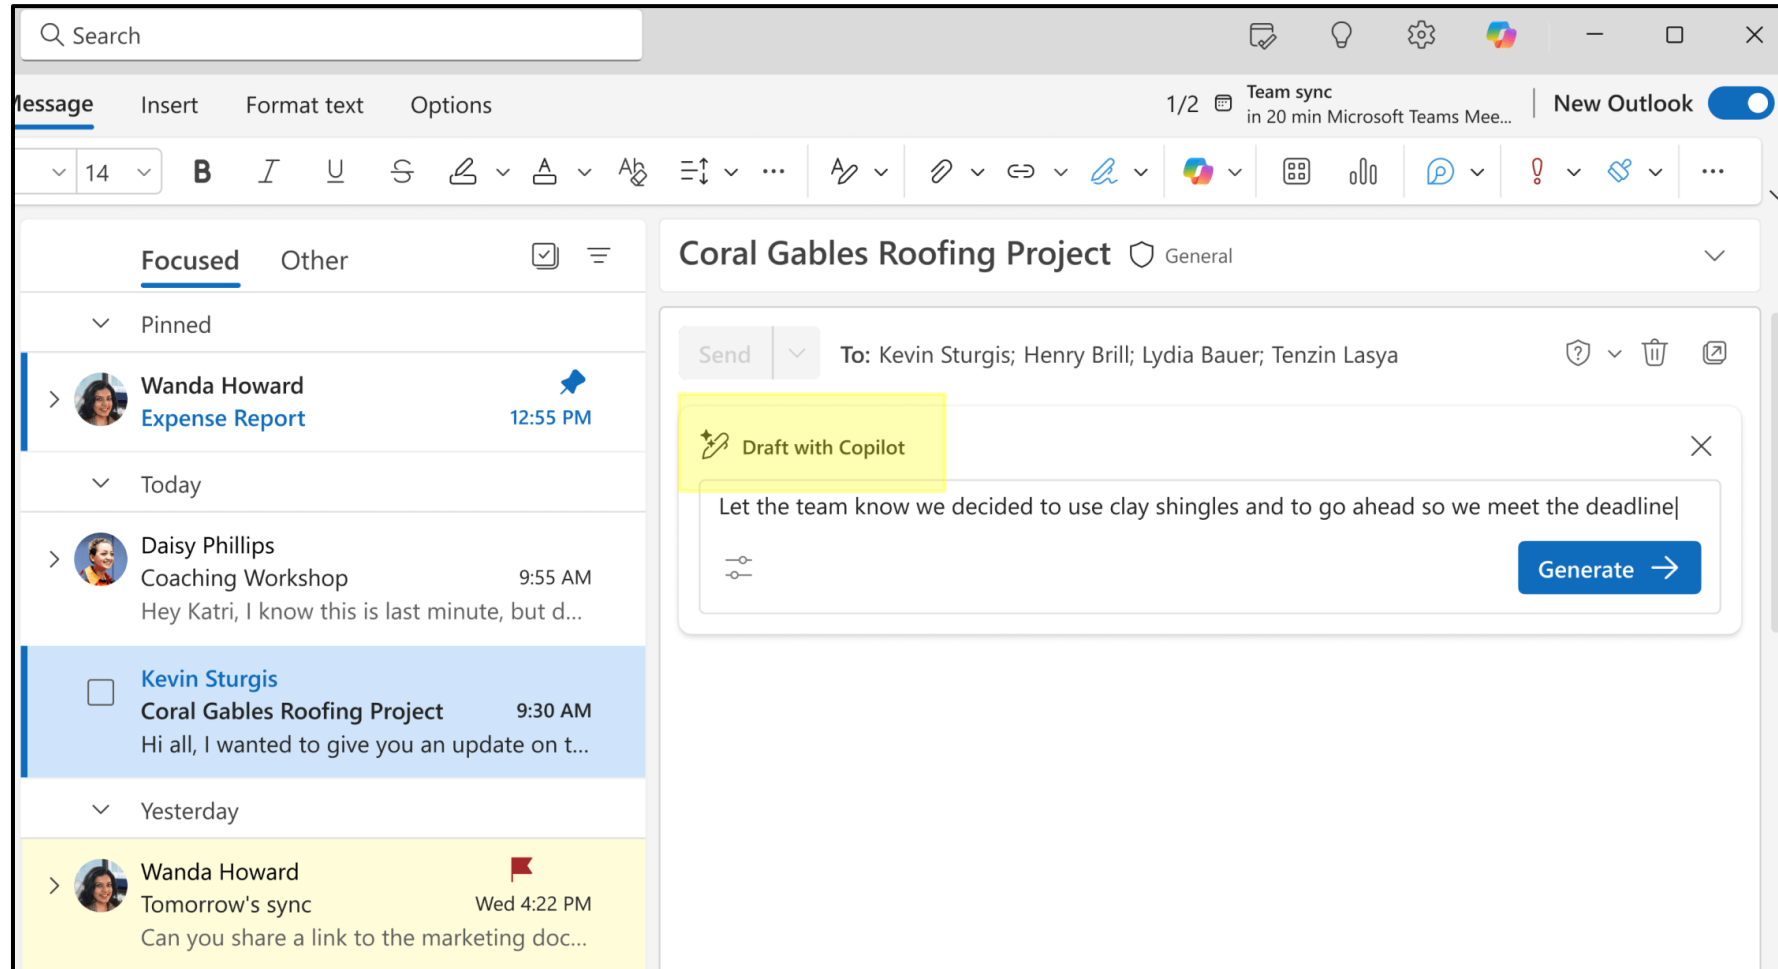 Search
Message Insert Format text Options
1/2 Team sync
in 20 min Microsoft Teams Mee...
New Outlook
14 B I U S A Ab
Focused Other
Pinned
Wanda Howard
Expense Report 12:55 PM
Today
Daisy Phillips
Coaching Workshop 9:55 AM
Hey Katri, I know this is last minute, but d...
Kevin Sturgis
Coral Gables Roofing Project 9:30 AM
Hi all, I wanted to give you an update on t...
Yesterday
Wanda Howard
Tomorrow's sync Wed 4:22 PM
Can you share a link to the marketing doc...
Coral Gables Roofing Project General
Send To: Kevin Sturgis; Henry Brill; Lydia Bauer; Tenzin Lasya
Draft with Copilot
Let the team know we decided to use clay shingles and to go ahead so we meet the deadline
Generate